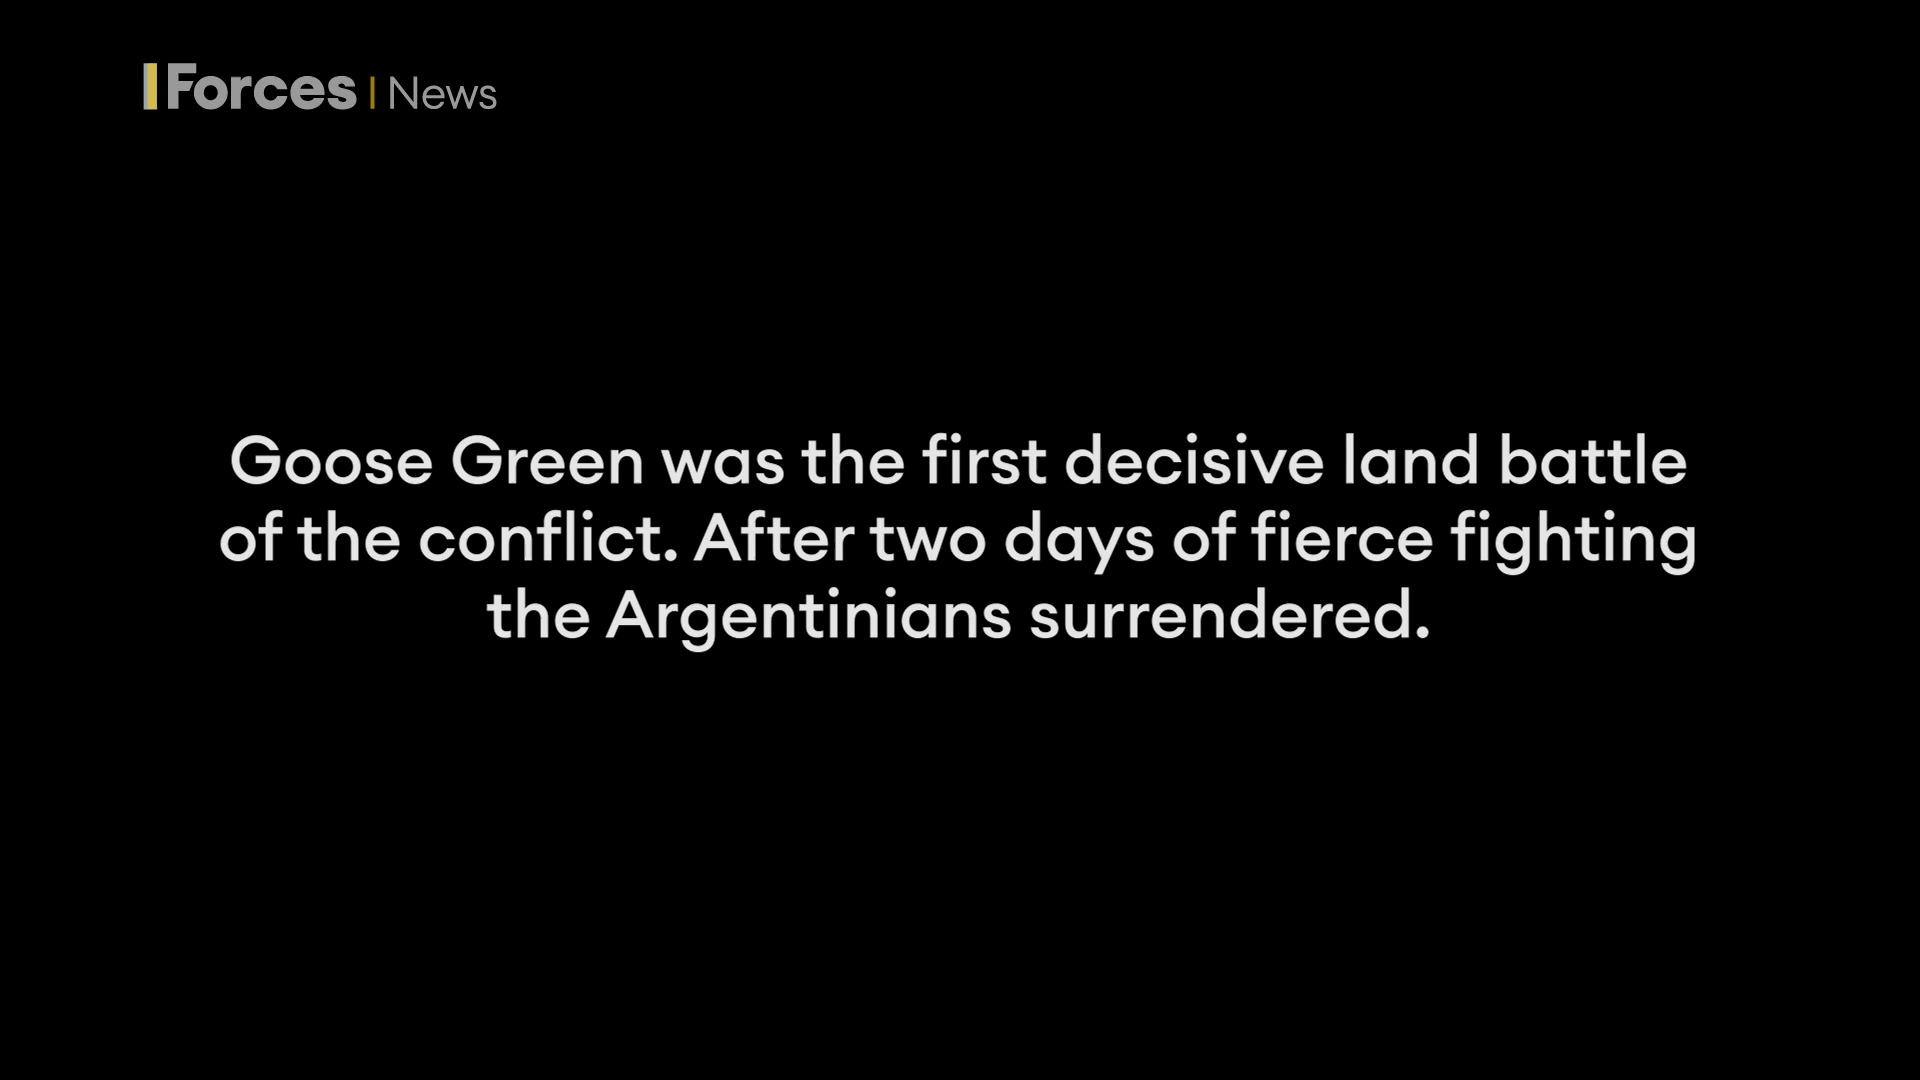 Forces | News
Goose Green was the first decisive land battle
of the conflict. After two days of fierce fighting
the Argentinians surrendered.